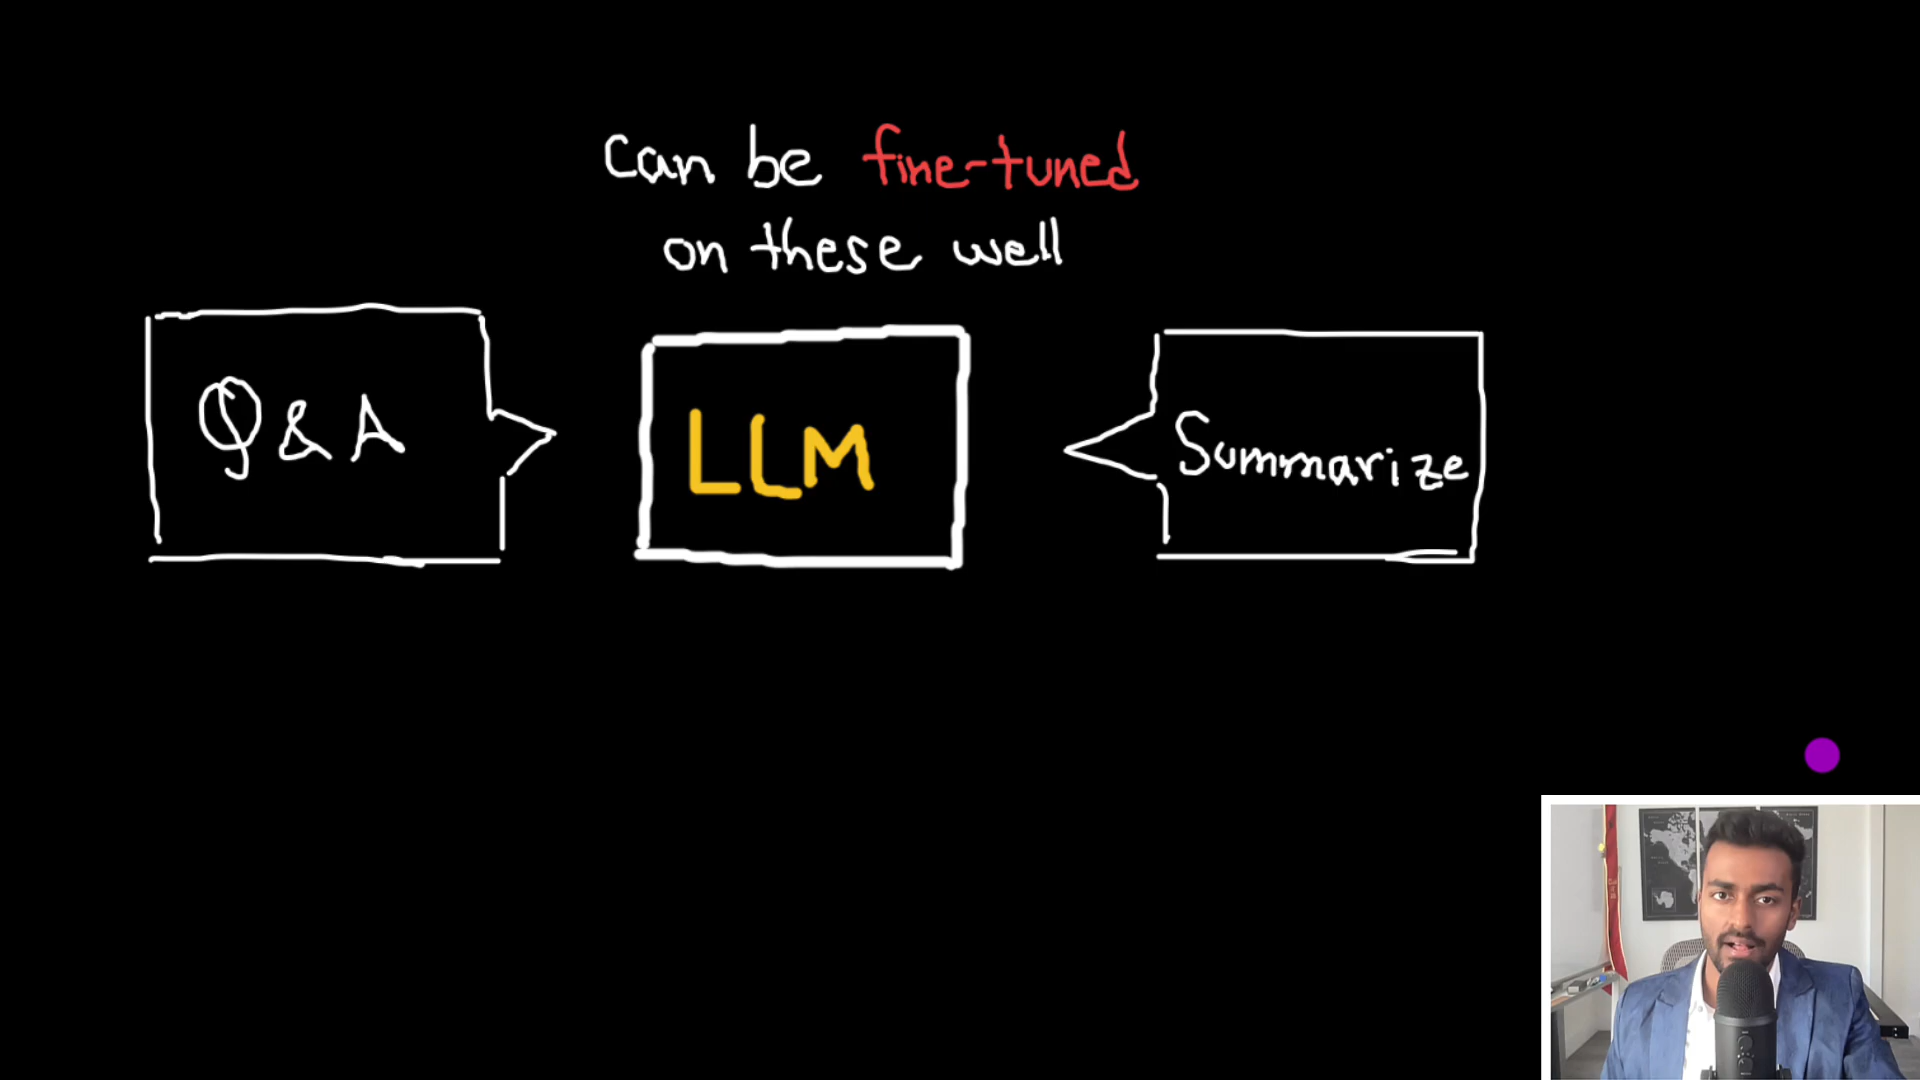 Can be fine-tuned
on these well
Q & A
LLM
Summarize